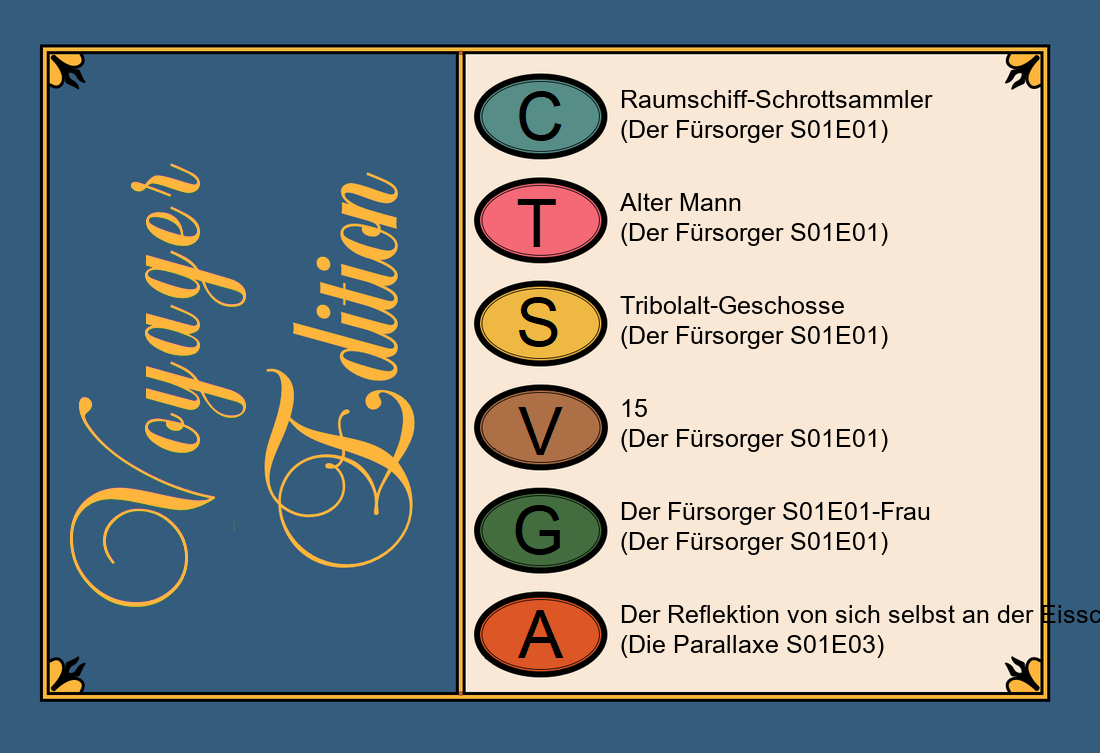 Voyager
Edition
C
Raumschiff-Schrottsammler
(Der Fürsorger S01E01)
T
Alter Mann
(Der Fürsorger S01E01)
S
Tribolalt-Geschosse
(Der Fürsorger S01E01)
V
15
(Der Fürsorger S01E01)
G
Der Fürsorger S01E01-Frau
(Der Fürsorger S01E01)
A
Der Reflektion von sich selbst an der
(Die Parallaxe S01E03)